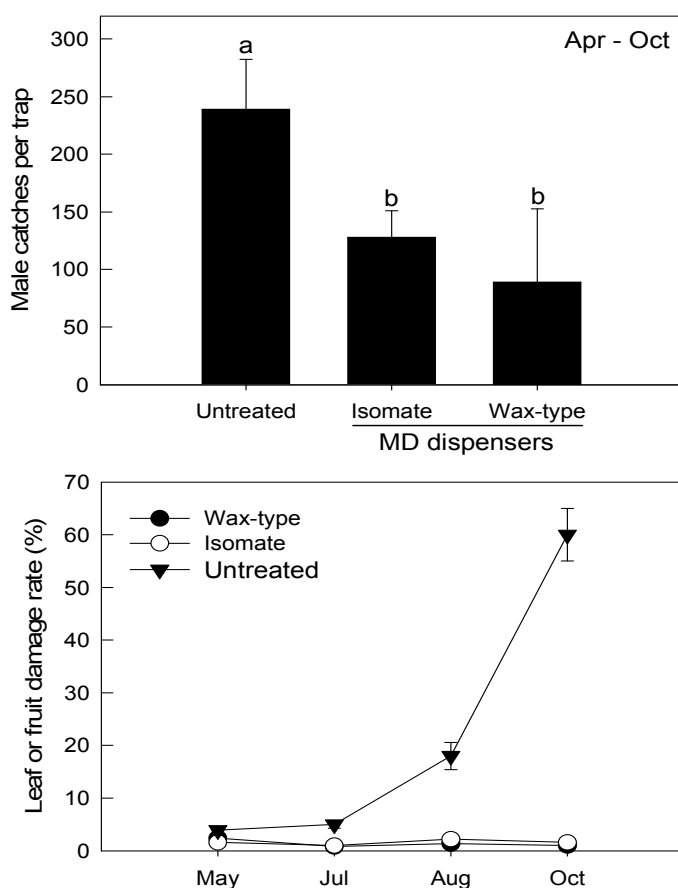 300
250
200
150
100
50
0
Male catches per trap
Apr - Oct
a
b
b
Untreated Isomate Wax-type
MD dispensers
70
60
50
40
30
20
10
0
Leaf or fruit damage rate (%)
Wax-type
Isomate
Untreated
May Jul Aug Oct